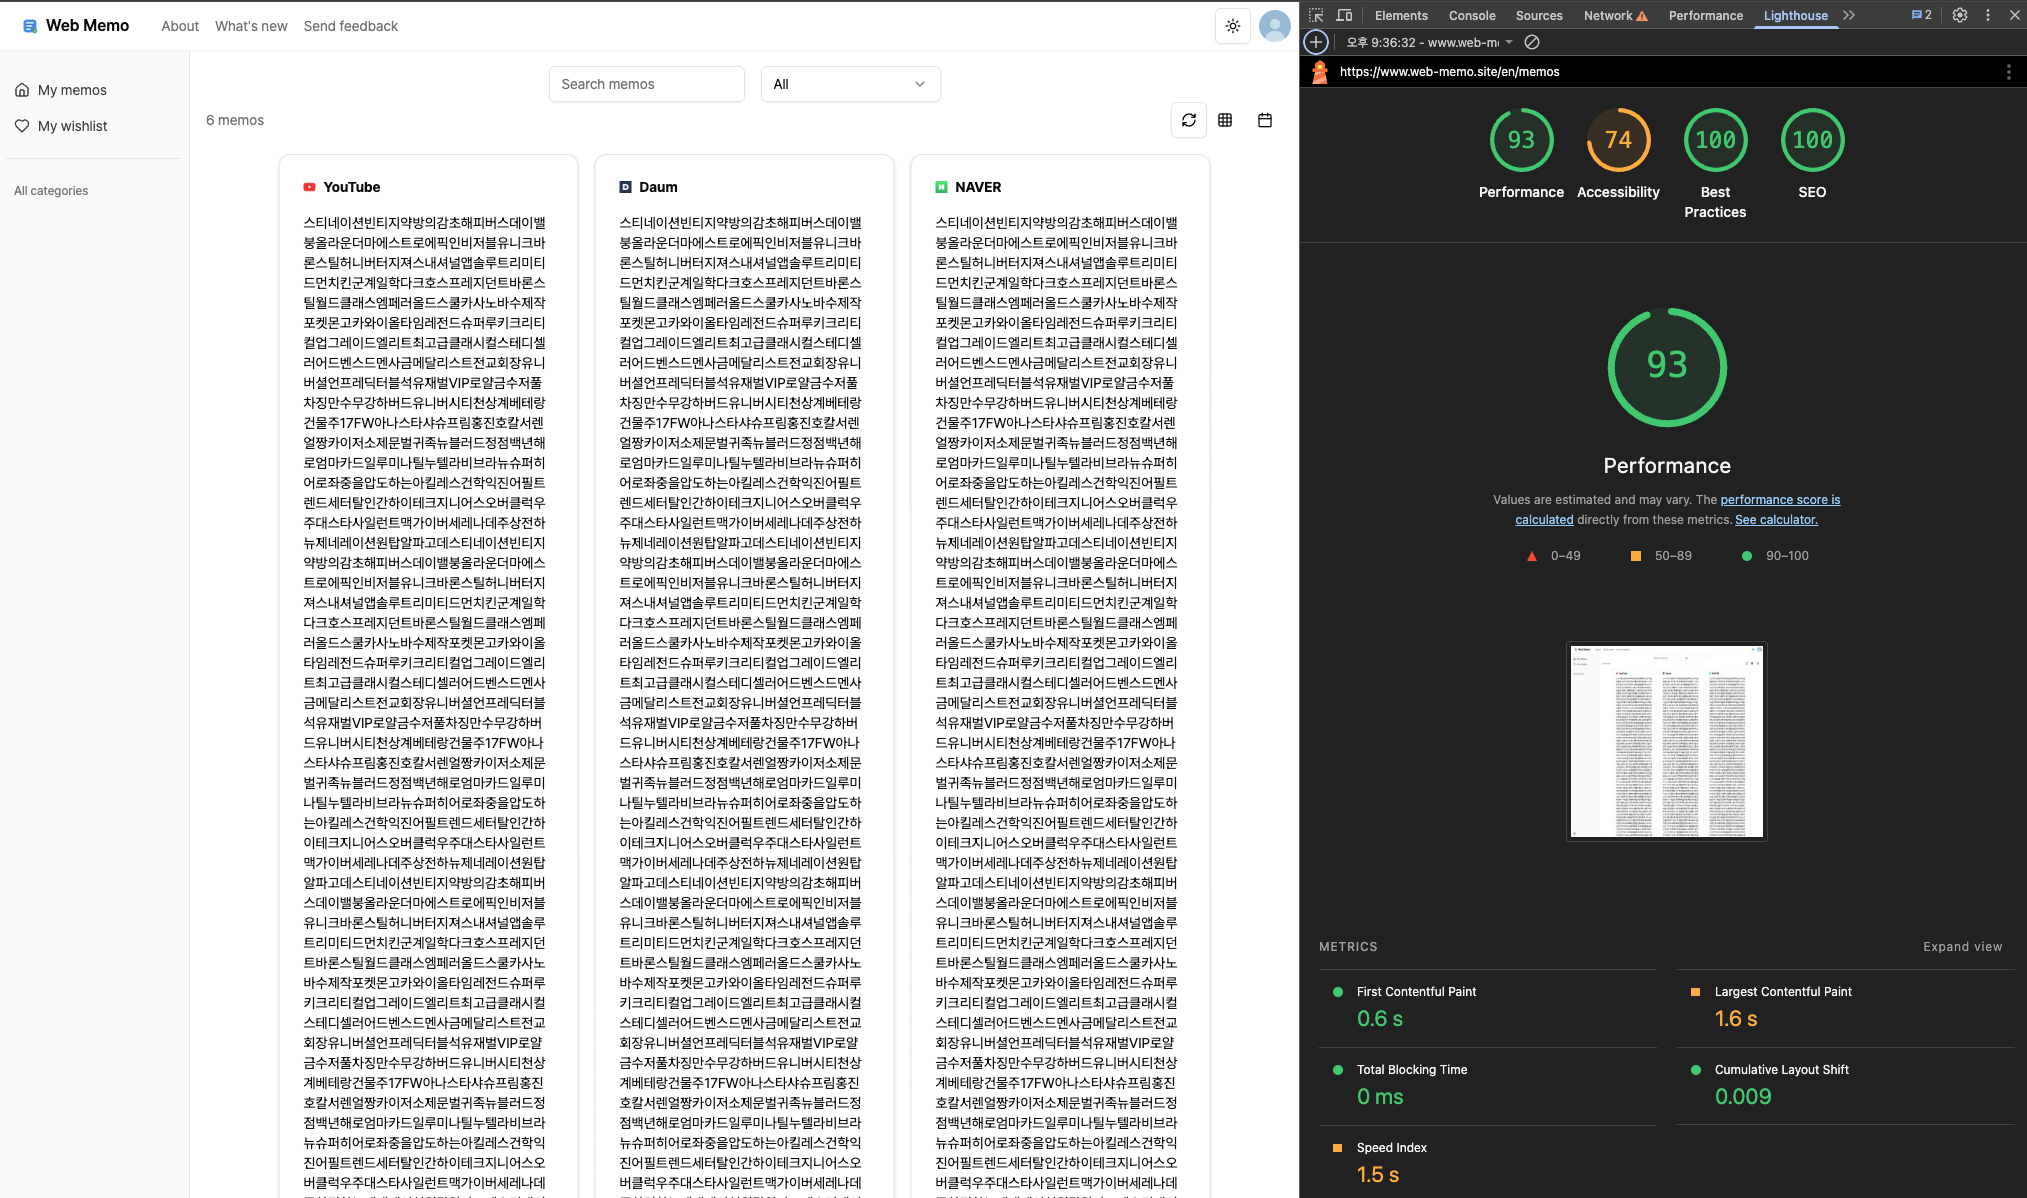 Web Memo
About
What's new
Send feedback
My memos
My wishlist
All categories
Search memos
All
6 memos
YouTube
스티네이션빈티지약방의감초해피버스데이밸
붕올라운더마에스트로에픽인비저블유니크바
론스틸허니버터지져스내셔널앱솔루트리미티
드먼치킨군계일학다크호스프레지던트바론스
틸월드클래스엠페러올드스쿨카사노바수제작
포켓몬고카와이올타임레전드슈퍼루키크리티
컬업그레이드엘리트최고급클래시컬스테디셀
러어드벤스드멘사금메달리스트전교회장유니
버셜언프레딕터블석유재벌VIP로얄금수저풀
차징만수무강하버드유니버시티천상계베테랑
건물주17FW아나스타샤슈프림홍진호칼서렌
얼짱카이저소제문벌귀족뉴블러드정점백년해
로엄마카드일루미나틸누텔라비브라뉴슈퍼히
어로좌중을압도하는아킬레스건학익진어필트
렌드세터탈인간하이테크지니어스오버클럭우
주대스타사일런트맥가이버세레나데주상전하
뉴제네레이션원탑알파고데스티네이션빈티지
약방의감초해피버스데이밸붕올라운더마에스
트로에픽인비저블유니크바론스틸허니버터지
져스내셔널앱솔루트리미티드먼치킨군계일학
다크호스프레지던트바론스틸월드클래스엠페
러올드스쿨카사노바수제작포켓몬고카와이올
타임레전드슈퍼루키크리티컬업그레이드엘리
트최고급클래시컬스테디셀러어드벤스드멘사
금메달리스트전교회장유니버셜언프레딕터블
석유재벌VIP로얄금수저풀차징만수무강하버
드유니버시티천상계베테랑건물주17FW아나
스타샤슈프림홍진호칼서렌얼짱카이저소제문
벌귀족뉴블러드정점백년해로엄마카드일루미
나틸누텔라비브라뉴슈퍼히어로좌중을압도하
는아킬레스건학익진어필트렌드세터탈인간하
이테크지니어스오버클럭우주대스타사일런트
맥가이버세레나데주상전하뉴제네레이션원탑
알파고데스티네이션빈티지약방의감초해피버
스데이밸붕올라운더마에스트로에픽인비저블
유니크바론스틸허니버터지져스내셔널앱솔루
트리미티드먼치킨군계일학다크호스프레지던
트바론스틸월드클래스엠페러올드스쿨카사노
바수제작포켓몬고카와이올타임레전드슈퍼루
키크리티컬업그레이드엘리트최고급클래시컬
스테디셀러어드벤스드멘사금메달리스트전교
회장유니버셜언프레딕터블석유재벌VIP로얄
금수저풀차징만수무강하버드유니버시티천상
계베테랑건물주17FW아나스타샤슈프림홍진
호칼서렌얼짱카이저소제문벌귀족뉴블러드정
점백년해로엄마카드일루미나틸누텔라비브라
뉴슈퍼히어로좌중을압도하는아킬레스건학익
진어필트렌드세터탈인간하이테크지니어스오
버클럭우주대스타사일런트맥가이버세레나데
Daum
스티네이션빈티지약방의감초해피버스데이밸
붕올라운더마에스트로에픽인비저블유니크바
론스틸허니버터지져스내셔널앱솔루트리미티
드먼치킨군계일학다크호스프레지던트바론스
틸월드클래스엠페러올드스쿨카사노바수제작
포켓몬고카와이올타임레전드슈퍼루키크리티
컬업그레이드엘리트최고급클래시컬스테디셀
러어드벤스드멘사금메달리스트전교회장유니
버셜언프레딕터블석유재벌VIP로얄금수저풀
차징만수무강하버드유니버시티천상계베테랑
건물주17FW아나스타샤슈프림홍진호칼서렌
얼짱카이저소제문벌귀족뉴블러드정점백년해
로엄마카드일루미나틸누텔라비브라뉴슈퍼히
어로좌중을압도하는아킬레스건학익진어필트
렌드세터탈인간하이테크지니어스오버클럭우
주대스타사일런트맥가이버세레나데주상전하
뉴제네레이션원탑알파고데스티네이션빈티지
약방의감초해피버스데이밸붕올라운더마에스
트로에픽인비저블유니크바론스틸허니버터지
져스내셔널앱솔루트리미티드먼치킨군계일학
다크호스프레지던트바론스틸월드클래스엠페
러올드스쿨카사노바수제작포켓몬고카와이올
타임레전드슈퍼루키크리티컬업그레이드엘리
트최고급클래시컬스테디셀러어드벤스드멘사
금메달리스트전교회장유니버셜언프레딕터블
석유재벌VIP로얄금수저풀차징만수무강하버
드유니버시티천상계베테랑건물주17FW아나
스타샤슈프림홍진호칼서렌얼짱카이저소제문
벌귀족뉴블러드정점백년해로엄마카드일루미
나틸누텔라비브라뉴슈퍼히어로좌중을압도하
는아킬레스건학익진어필트렌드세터탈인간하
이테크지니어스오버클럭우주대스타사일런트
맥가이버세레나데주상전하뉴제네레이션원탑
알파고데스티네이션빈티지약방의감초해피버
스데이밸붕올라운더마에스트로에픽인비저블
유니크바론스틸허니버터지져스내셔널앱솔루
트리미티드먼치킨군계일학다크호스프레지던
트바론스틸월드클래스엠페러올드스쿨카사노
바수제작포켓몬고카와이올타임레전드슈퍼루
키크리티컬업그레이드엘리트최고급클래시컬
스테디셀러어드벤스드멘사금메달리스트전교
회장유니버셜언프레딕터블석유재벌VIP로얄
금수저풀차징만수무강하버드유니버시티천상
계베테랑건물주17FW아나스타샤슈프림홍진
호칼서렌얼짱카이저소제문벌귀족뉴블러드정
점백년해로엄마카드일루미나틸누텔라비브라
뉴슈퍼히어로좌중을압도하는아킬레스건학익
진어필트렌드세터탈인간하이테크지니어스오
버클럭우주대스타사일런트맥가이버세레나데
NAVER
스티네이션빈티지약방의감초해피버스데이밸
붕올라운더마에스트로에픽인비저블유니크바
론스틸허니버터지져스내셔널앱솔루트리미티
드먼치킨군계일학다크호스프레지던트바론스
틸월드클래스엠페러올드스쿨카사노바수제작
포켓몬고카와이올타임레전드슈퍼루키크리티
컬업그레이드엘리트최고급클래시컬스테디셀
러어드벤스드멘사금메달리스트전교회장유니
버셜언프레딕터블석유재벌VIP로얄금수저풀
차징만수무강하버드유니버시티천상계베테랑
건물주17FW아나스타샤슈프림홍진호칼서렌
얼짱카이저소제문벌귀족뉴블러드정점백년해
로엄마카드일루미나틸누텔라비브라뉴슈퍼히
어로좌중을압도하는아킬레스건학익진어필트
렌드세터탈인간하이테크지니어스오버클럭우
주대스타사일런트맥가이버세레나데주상전하
뉴제네레이션원탑알파고데스티네이션빈티지
약방의감초해피버스데이밸붕올라운더마에스
트로에픽인비저블유니크바론스틸허니버터지
져스내셔널앱솔루트리미티드먼치킨군계일학
다크호스프레지던트바론스틸월드클래스엠페
러올드스쿨카사노바수제작포켓몬고카와이올
타임레전드슈퍼루키크리티컬업그레이드엘리
트최고급클래시컬스테디셀러어드벤스드멘사
금메달리스트전교회장유니버셜언프레딕터블
석유재벌VIP로얄금수저풀차징만수무강하버
드유니버시티천상계베테랑건물주17FW아나
스타샤슈프림홍진호칼서렌얼짱카이저소제문
벌귀족뉴블러드정점백년해로엄마카드일루미
나틸누텔라비브라뉴슈퍼히어로좌중을압도하
는아킬레스건학익진어필트렌드세터탈인간하
이테크지니어스오버클럭우주대스타사일런트
맥가이버세레나데주상전하뉴제네레이션원탑
알파고데스티네이션빈티지약방의감초해피버
스데이밸붕올라운더마에스트로에픽인비저블
유니크바론스틸허니버터지져스내셔널앱솔루
트리미티드먼치킨군계일학다크호스프레지던
트바론스틸월드클래스엠페러올드스쿨카사노
바수제작포켓몬고카와이올타임레전드슈퍼루
키크리티컬업그레이드엘리트최고급클래시컬
스테디셀러어드벤스드멘사금메달리스트전교
회장유니버셜언프레딕터블석유재벌VIP로얄
금수저풀차징만수무강하버드유니버시티천상
계베테랑건물주17FW아나스타샤슈프림홍진
호칼서렌얼짱카이저소제문벌귀족뉴블러드정
점백년해로엄마카드일루미나틸누텔라비브라
뉴슈퍼히어로좌중을압도하는아킬레스건학익
진어필트렌드세터탈인간하이테크지니어스오
버클럭우주대스타사일런트맥가이버세레나데
Elements Console Sources Network Performance Lighthouse 2
오후 9:36:32 - www.web-m
https://www.web-memo.site/en/memos
93 74 100 100
Performance Accessibility Best Practices SEO
93
Performance
Values are estimated and may vary. The performance score is
calculated directly from these metrics. See calculator.
0–49 50–89 90–100
METRICS
Expand view
First Contentful Paint
0.6 s
Largest Contentful Paint
1.6 s
Total Blocking Time
0 ms
Cumulative Layout Shift
0.009
Speed Index
1.5 s